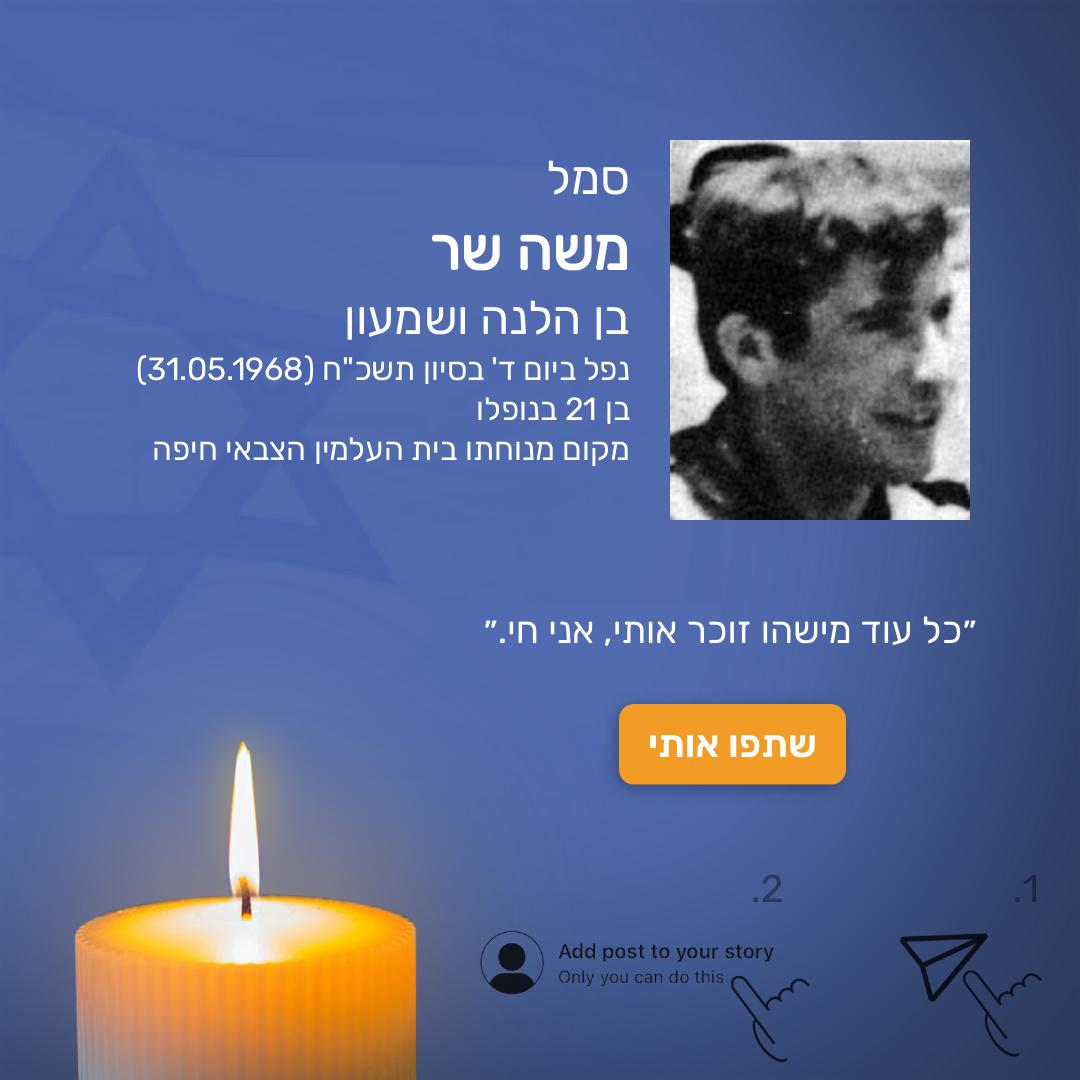 סמל
משה שר
בן הלנה ושמעון
נפל ביום ד' בסיון תשכ"ח (31.05.1968)
בן 21 בנופלו
מקום מנוחתו בית העלמין הצבאי חיפה
״כל עוד מישהו זוכר אותי, אני חי.״
שתפו אותי
1.
2.
Add post to your story
Only you can do this